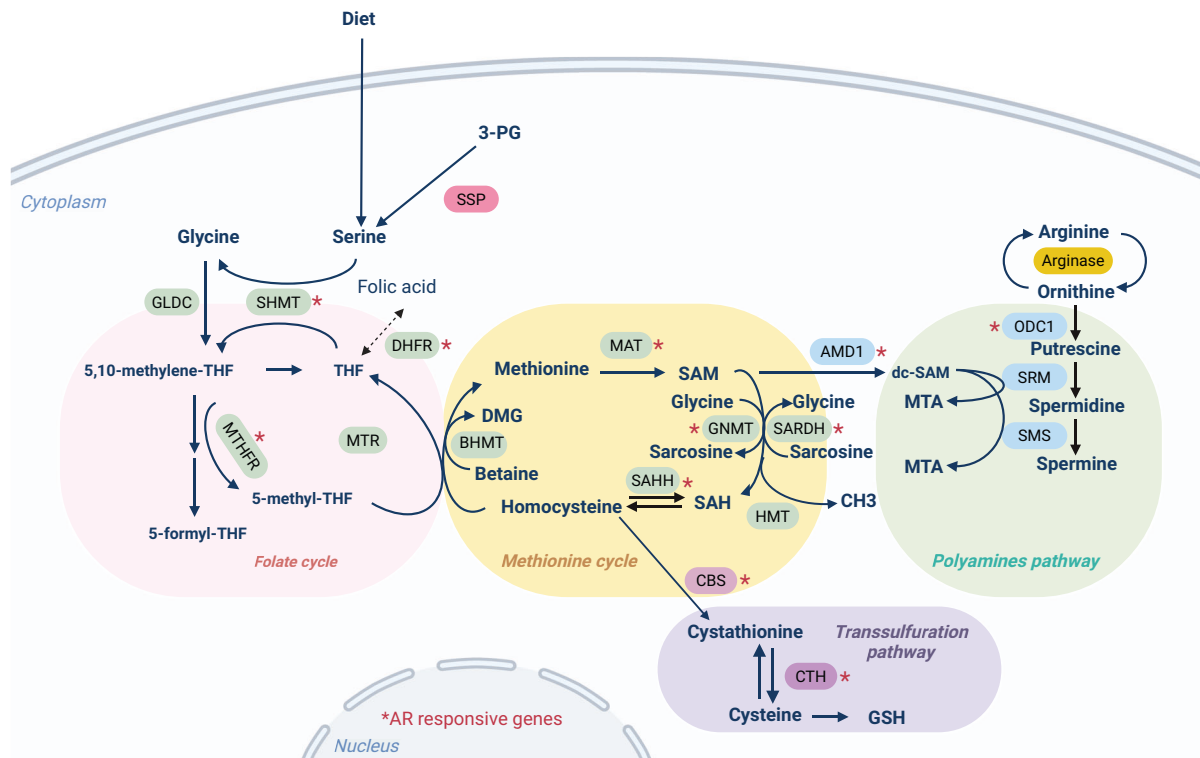 Diet
3-PG
Cytoplasm
SSP
Glycine
Serine
Folic acid
GLDC
SHMT *
DHFR *
5,10-methylene-THF
THF
MTHFR *
MTR
5-methyl-THF
5-formyl-THF
Folate cycle
Methionine
MAT *
SAM
DMG
BHMT
Betaine
Glycine
Glycine
* GNMT
SARDH *
Sarcosine
Sarcosine
SAHH *
Homocysteine
SAH
HMT
CH3
Methionine cycle
AMD1 *
Arginine
Arginase
Ornithine
* ODC1
Putrescine
dc-SAM
SRM
MTA
Spermidine
SMS
MTA
Spermine
Polyamines pathway
CBS *
Cystathionine
Transsulfuration
pathway
CTH *
Cysteine
GSH
*AR responsive genes
Nucleus